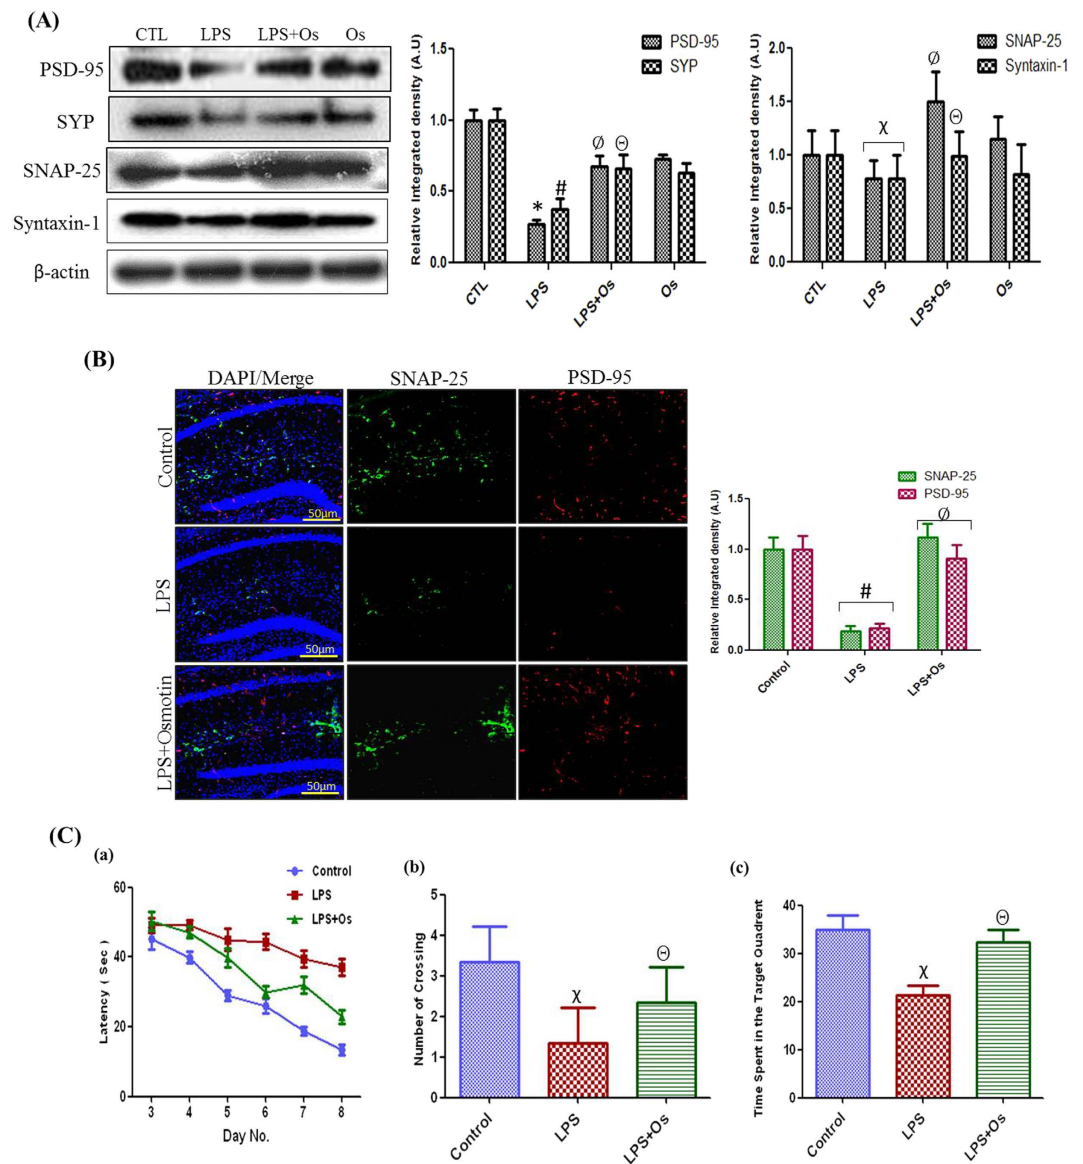 (A)
CTL LPS LPS+Os Os
PSD-95
SYP
SNAP-25
Syntaxin-1
β-actin
Relative Integrated density (A.U)
1.5
1.0
0.5
0.0
PSD-95
SYP
* # ∅ Θ
CTL LPS LPS+Os Os
Relative Integrated density (A.U)
2.0
1.5
1.0
0.5
0.0
SNAP-25
Syntaxin-1
χ ∅ Θ
CTL LPS LPS+Os Os
(B)
DAPI/Merge SNAP-25 PSD-95
Control
50μm
LPS
50μm
LPS+Osmotin
50μm
Relative Integrated density (A.U)
1.5
1.0
0.5
0.0
SNAP-25
PSD-95
# ∅
Control LPS LPS+Os
(C)
(a)
Control
LPS
LPS+Os
Latency ( Sec )
60
40
20
0
3 4 5 6 7 8
Day No.
(b)
Number of Crossing
5
4
3
2
1
0
χ Θ
Control LPS LPS+Os
(c)
Time Spent in the Target Quadrent
40
30
20
10
0
χ Θ
Control LPS LPS+Os